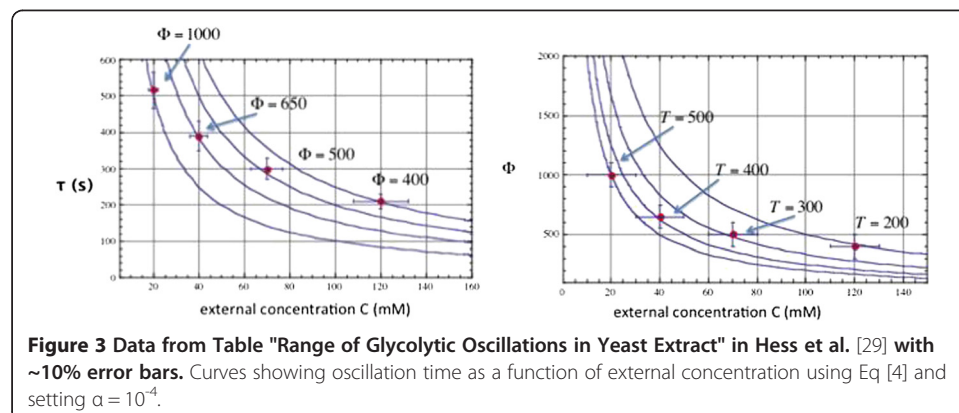 Φ = 1000
Φ = 650
Φ = 500
Φ = 400
τ (s)
600
500
400
300
200
100
0
20 40 60 80 100 120 140 160
external concentration C (mM)
T = 500
T = 400
T = 300
T = 200
Φ
2000
1500
1000
500
0 20 40 60 80 100 120 140
external concentration C (mM)
Figure 3 Data from Table "Range of Glycolytic Oscillations in Yeast Extract" in Hess et al. [29] with
~10% error bars. Curves showing oscillation time as a function of external concentration using Eq [4] and
setting α = 10⁻⁴.